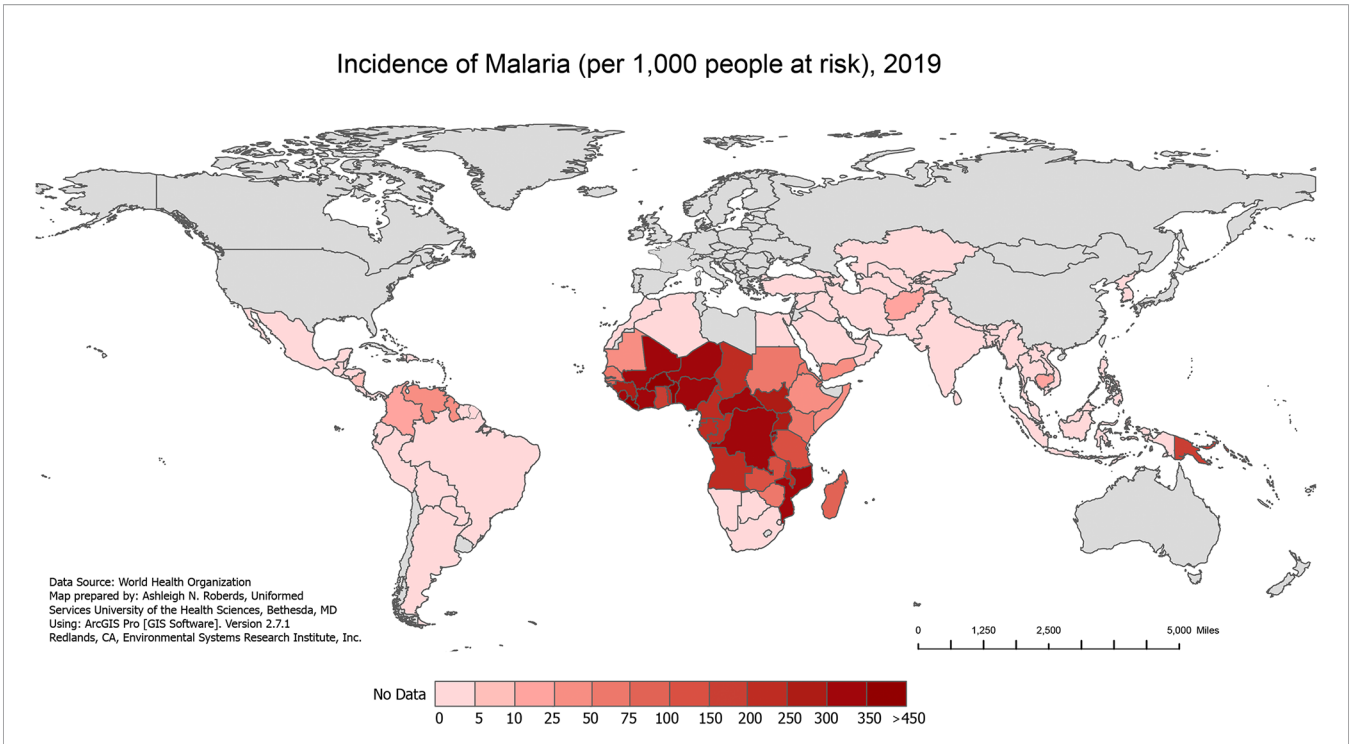 Incidence of Malaria (per 1,000 people at risk), 2019
Data Source: World Health Organization
Map prepared by: Ashleigh N. Roberds, Uniformed
Services University of the Health Sciences, Bethesda, MD
Using: ArcGIS Pro [GIS Software]. Version 2.7.1
Redlands, CA, Environmental Systems Research Institute, Inc.
0 1,250 2,500 5,000 Miles
No Data
0 5 10 25 50 75 100 150 200 250 300 350 >450